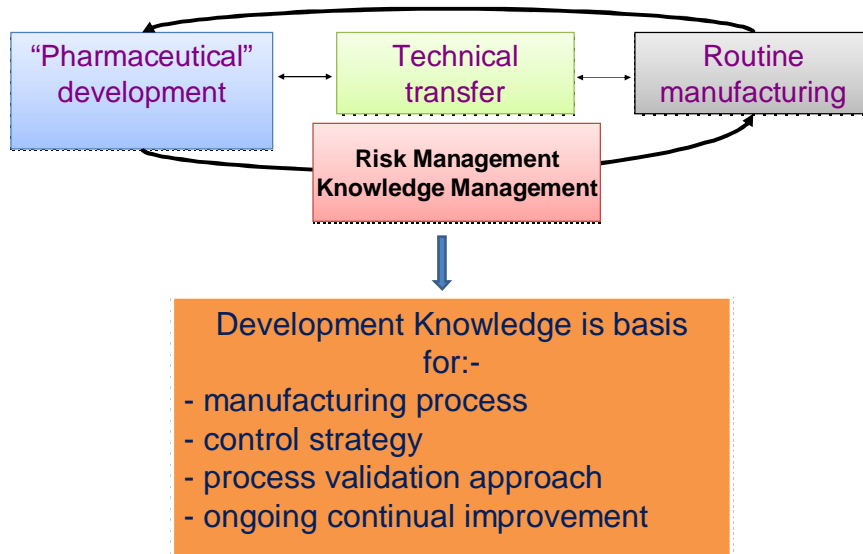 “Pharmaceutical”
development
Technical
transfer
Routine
manufacturing
Risk Management
Knowledge Management
Development Knowledge is basis
for:-
- manufacturing process
- control strategy
- process validation approach
- ongoing continual improvement